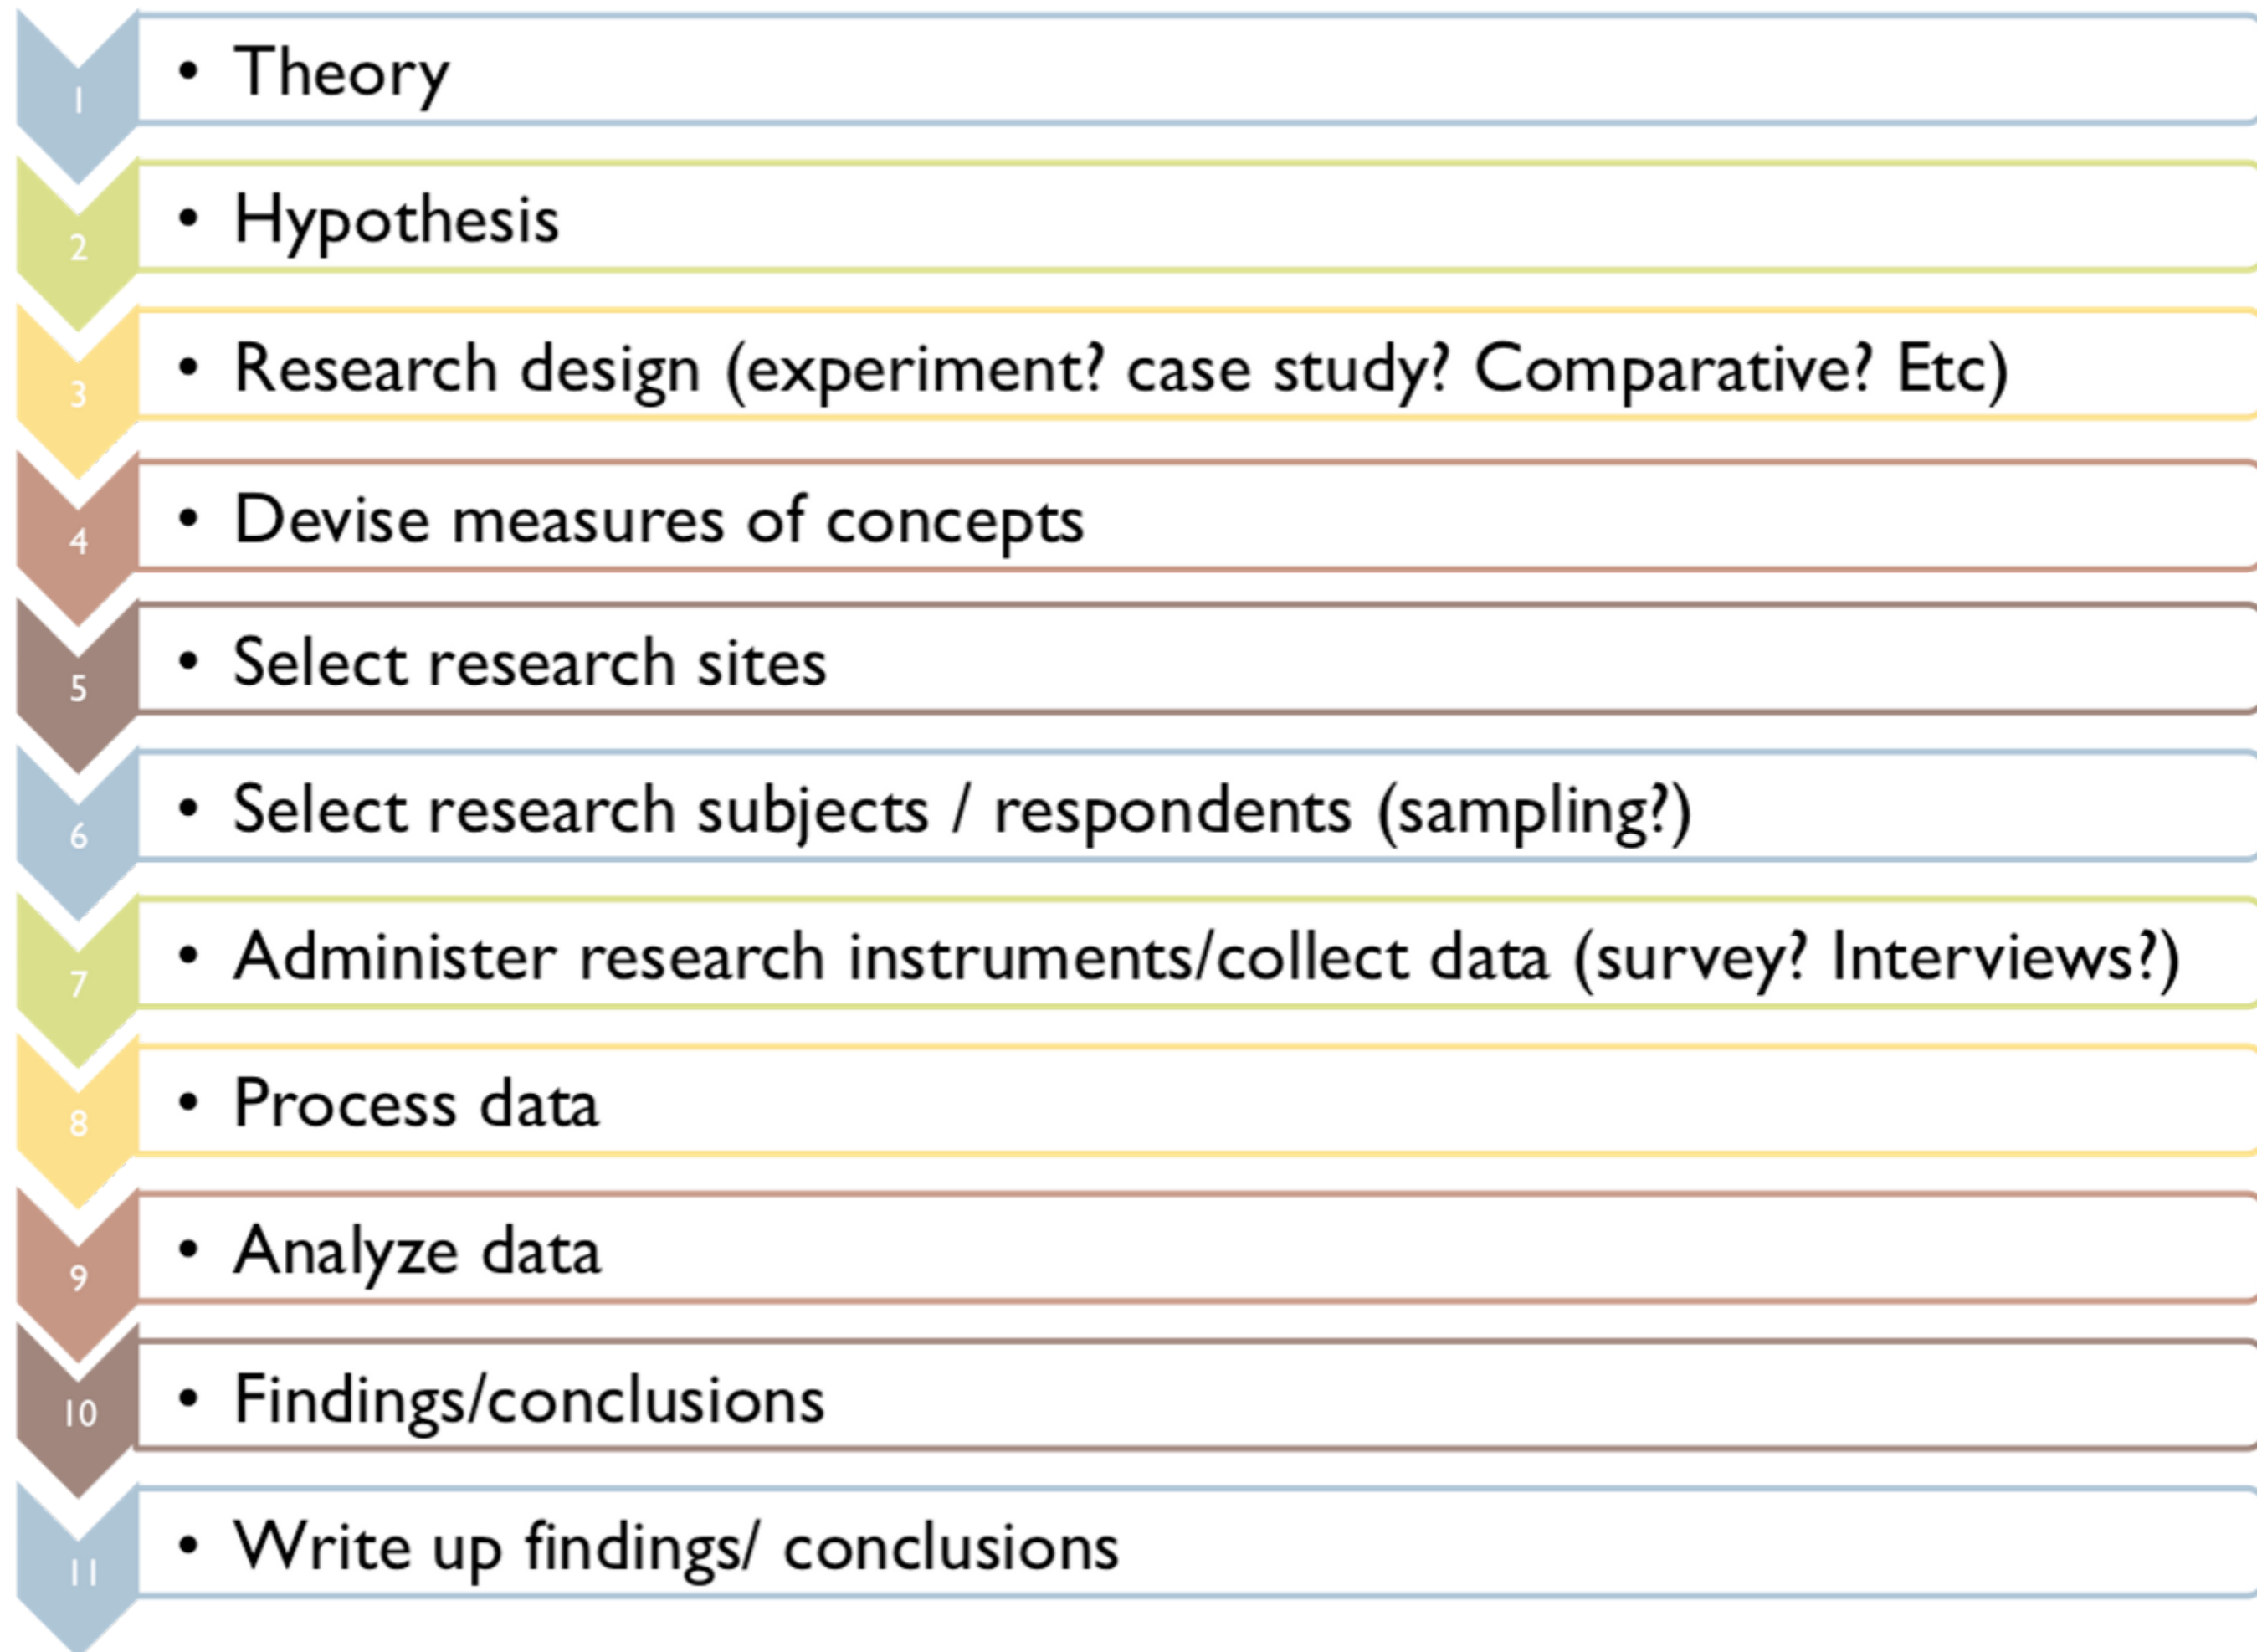 1
• Theory
2
• Hypothesis
3
• Research design (experiment? case study? Comparative? Etc)
4
• Devise measures of concepts
5
• Select research sites
6
• Select research subjects / respondents (sampling?)
7
• Administer research instruments/collect data (survey? Interviews?)
8
• Process data
9
• Analyze data
10
• Findings/conclusions
11
• Write up findings/ conclusions